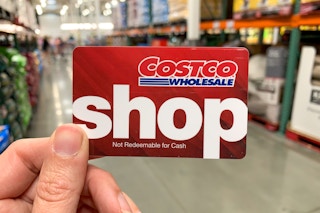 COSTCO
WHOLESALE
shop
Not Redeemable for Cash